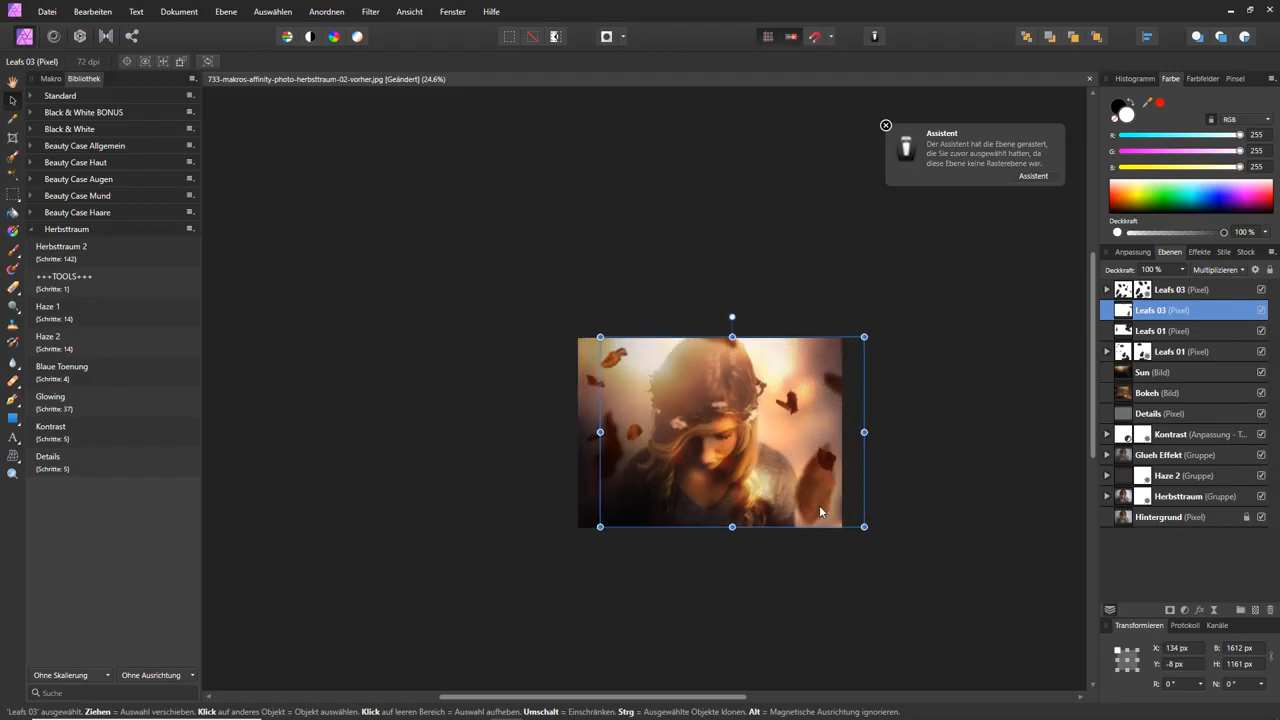 Datei Bearbeiten Text Dokument Ebene Auswählen Anordnen Filter Ansicht Fenster Hilfe
Leafs 03 (Pixel) 72 dpi
Makro Bibliothek
733-makros-affinity-photo-herbsttraum-02-vorher.jpg [Geändert] (24.6%)
Histogramm Farbe Farbfelder Pinsel
Standard
Black & White BONUS
Black & White
Beauty Case Allgemein
Beauty Case Haut
Beauty Case Augen
Beauty Case Mund
Beauty Case Haare
Herbsttraum
Herbsttraum 2
(Schritte: 142)
+++TOOLS+++
(Schritte: 1)
Haze 1
(Schritte: 14)
Haze 2
(Schritte: 14)
Blaue Toenung
(Schritte: 4)
Glowing
(Schritte: 37)
Kontrast
(Schritte: 5)
Details
(Schritte: 5)
Ohne Skalierung Ohne Ausrichtung
Suche
Assistent
Der Assistent hat die Ebene gerastert,
die Sie zuvor ausgewählt hatten, da
diese Ebene keine Rasterebene war.
Assistent
RGB
R: 255
G: 255
B: 255
Deckkraft
100 %
Anpassung Ebenen Effekte Stile Stock
Deckkraft: 100 % Multiplizieren
Leafs 03 (Pixel)
Leafs 03 (Pixel)
Leafs 01 (Pixel)
Leafs 01 (Pixel)
Sun (Bild)
Bokeh (Bild)
Details (Pixel)
Kontrast (Anpassung - T...
Glueh Effekt (Gruppe)
Haze 2 (Gruppe)
Herbsttraum (Gruppe)
Hintergrund (Pixel)
Transformieren Protokoll Kanäle
X: 134 px B: 1612 px
Y: -8 px H: 1161 px
R: 0 ° N: 0 °
'Leafs 03' ausgewählt. Ziehen = Auswahl verschieben. Klick auf anderes Objekt = Objekt auswählen. Klick auf leeren Bereich = Auswahl aufheben. Umschalt = Einschränken. Strg = Ausgewählte Objekte klonen. Alt = Magnetische Ausrichtung ignorieren.